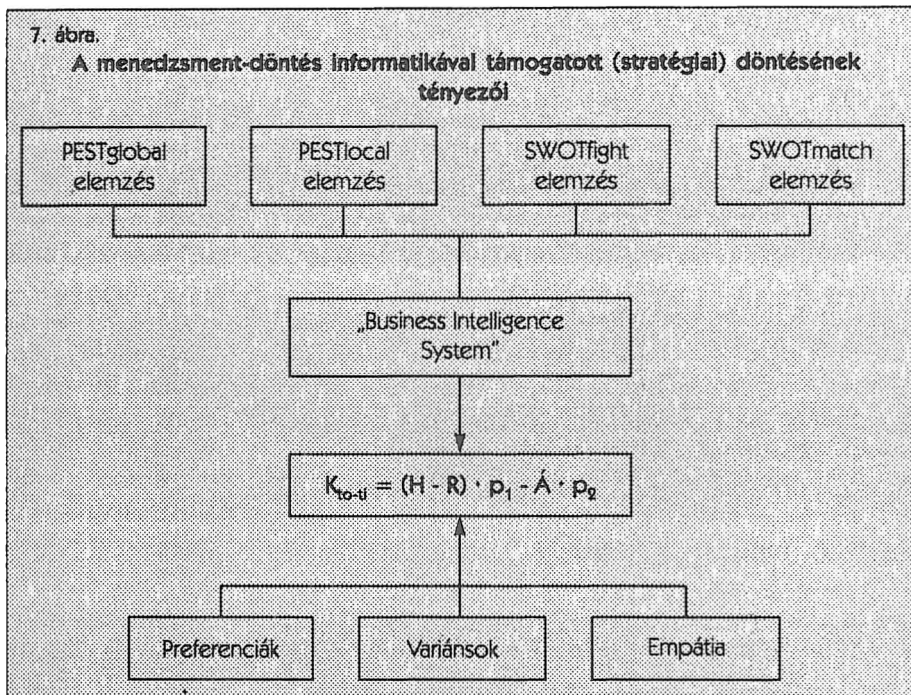 7. ábra.
A menedzsment-döntés informatikával támogatott (stratégiai) döntésének
tényezői
PESTglobal
elemzés
PESTlocal
elemzés
SWOTfight
elemzés
SWOTmatch
elemzés
„Business Intelligence
System”
K_to-ti = (H - R) · p₁ - Á · p₂
Preferenciák
Variánsok
Empátia